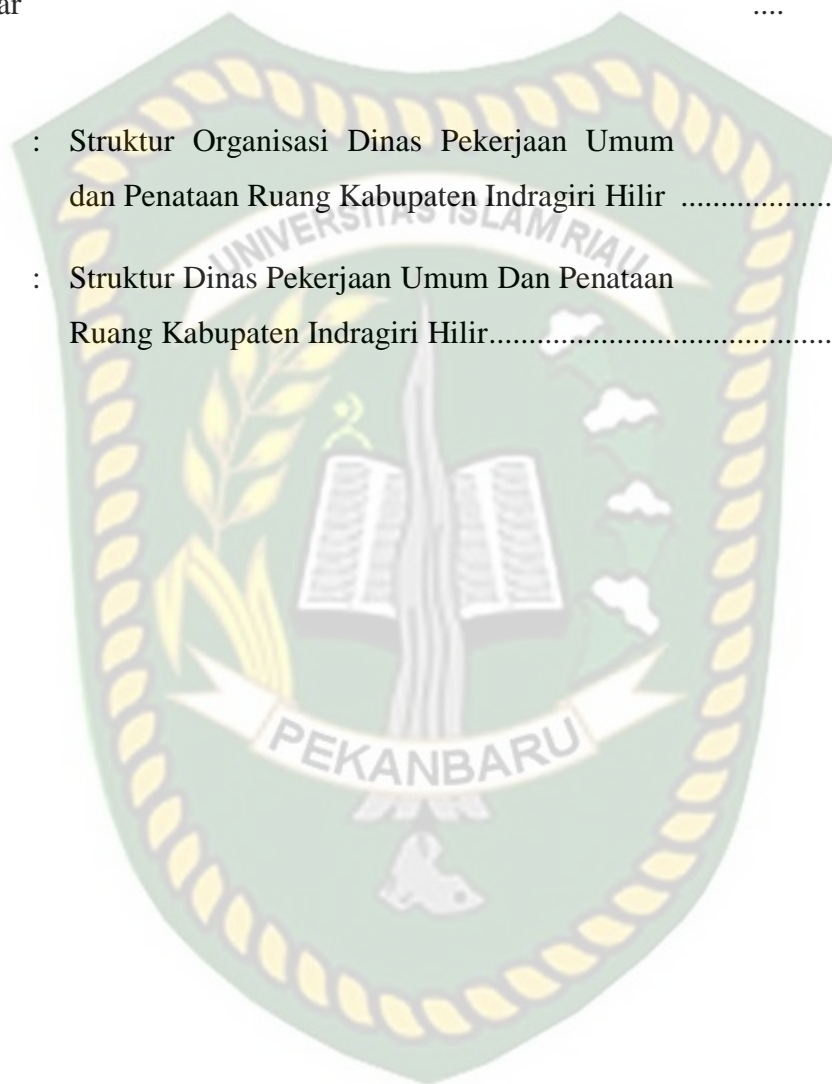 ar ....
: Struktur Organisasi Dinas Pekerjaan Umum
dan Penataan Ruang Kabupaten Indragiri Hilir ...................
: Struktur Dinas Pekerjaan Umum Dan Penataan
Ruang Kabupaten Indragiri Hilir...........................................
UNIVERSITAS ISLAM RIAU
PEKANBARU